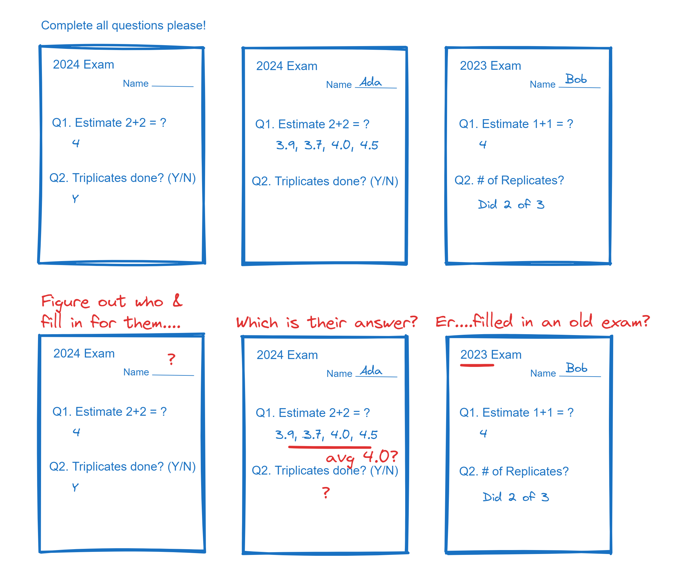 Complete all questions please!
2024 Exam
Name
Q1. Estimate 2+2 = ?
4
Q2. Triplicates done? (Y/N)
Y
2024 Exam
Name Ada
Q1. Estimate 2+2 = ?
3.9, 3.7, 4.0, 4.5
Q2. Triplicates done? (Y/N)
2023 Exam
Name Bob
Q1. Estimate 1+1 = ?
4
Q2. # of Replicates?
Did 2 of 3
Figure out who &
fill in for them....
2024 Exam
?
Name
Q1. Estimate 2+2 = ?
4
Q2. Triplicates done? (Y/N)
Y
Which is their answer?
2024 Exam
Name Ada
Q1. Estimate 2+2 = ?
3.9, 3.7, 4.0, 4.5
avg 4.0?
Q2. Triplicates done? (Y/N)
?
Er....filled in an old exam?
2023 Exam
Name Bob
Q1. Estimate 1+1 = ?
4
Q2. # of Replicates?
Did 2 of 3